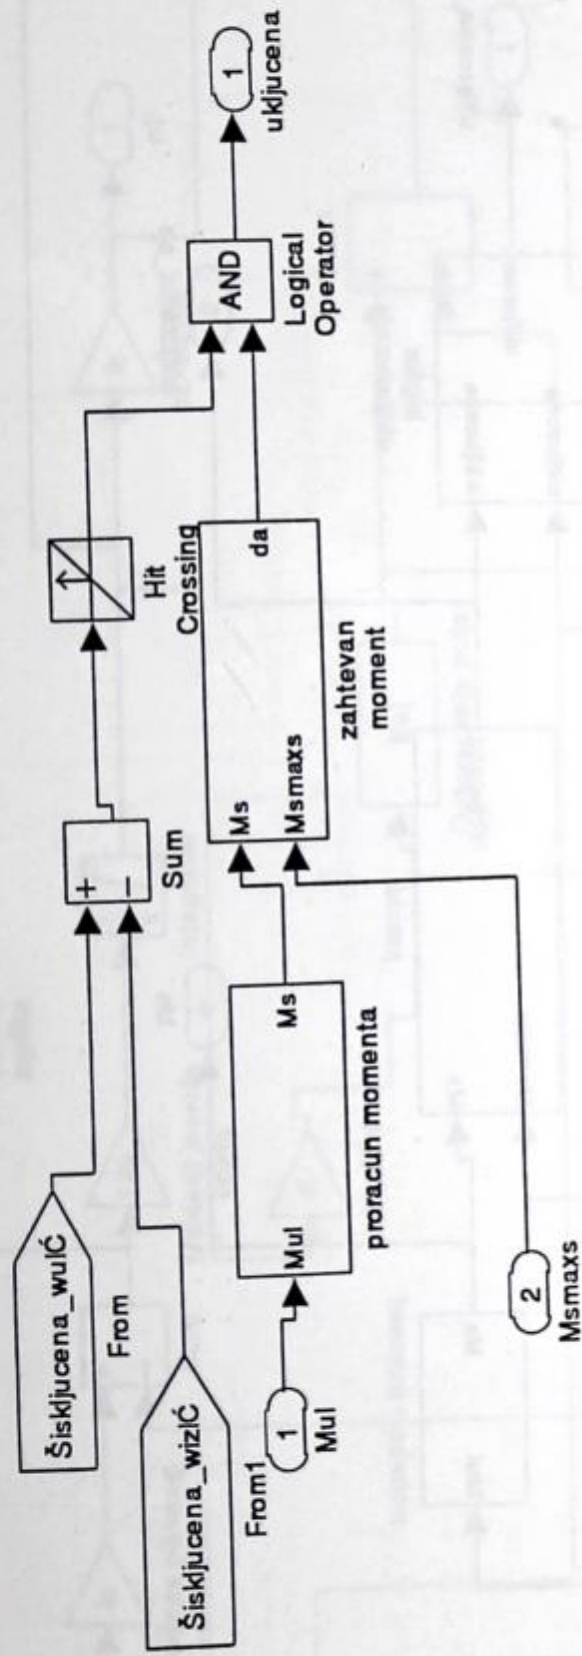 Šiskljucena_wulĆ
From
Šiskljucena_wizlĆ
From1
+
−
Sum
Hit
Crossing
1
Mul
Mul
Ms
proracun momenta
Ms
Msmaxs
da
zahtevan
moment
2
Msmaxs
AND
Logical
Operator
1
ukljucena